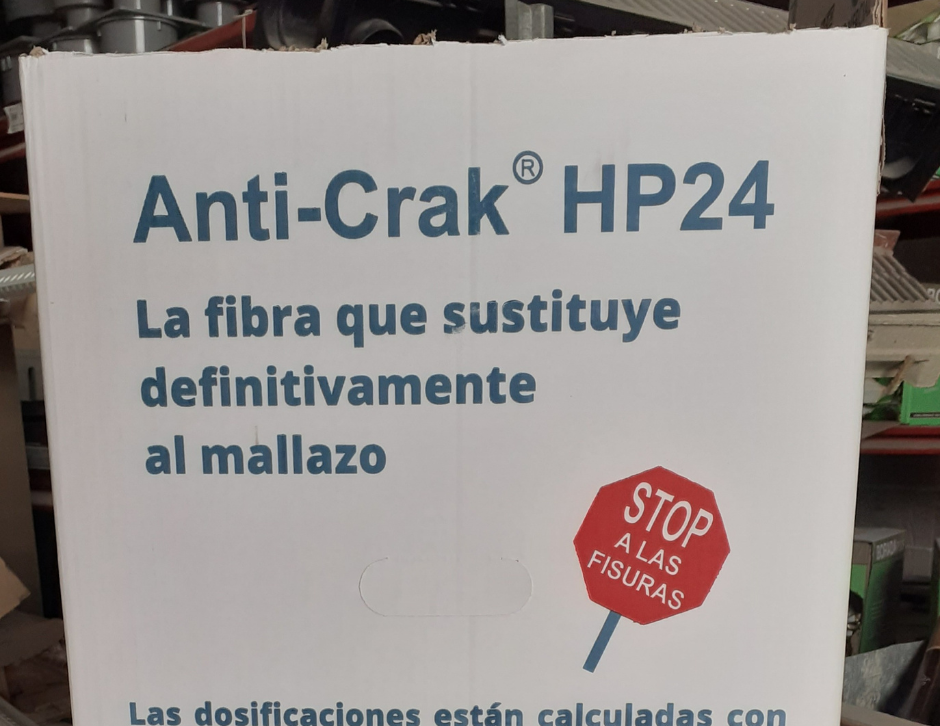 Anti-Crak® HP24
La fibra que sustituye
definitivamente
al mallazo
STOP
A LAS
FISURAS
Las dosificaciones están calculadas con